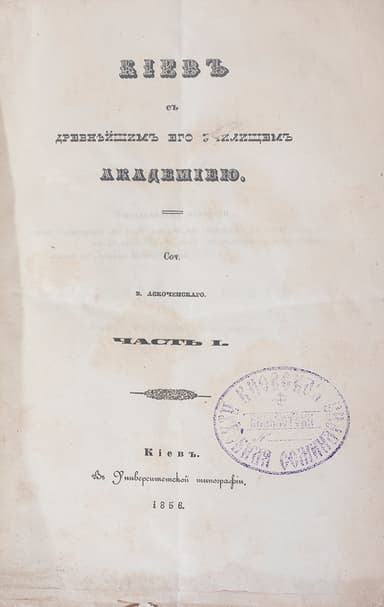 КІЕВЪ
СЪ
ДРЕВНѢЙШИМЪ ЕГО УЧИЛИЩЕМЪ
АКАДЕМІЕЮ.
Соч.
В. АСКОЧЕНСКАГО.
ЧАСТЬ I.
Кіевъ.
Въ Университетской типографіи.
1856.